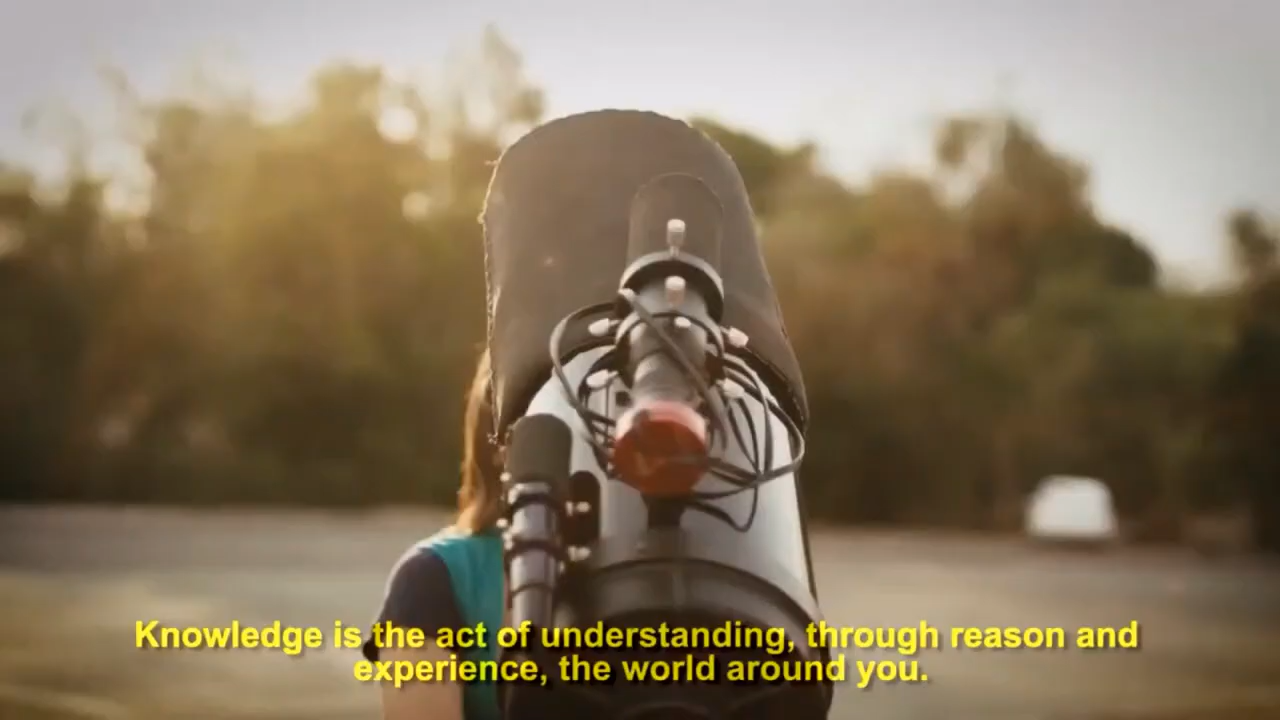 Knowledge is the act of understanding, through reason and
experience, the world around you.